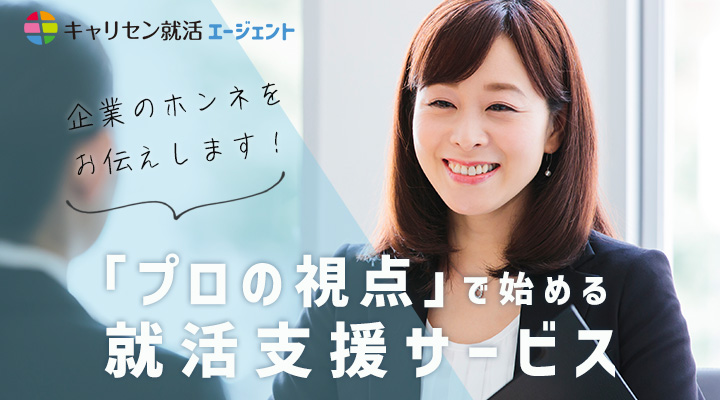 キャリセン就活エージェント
企業のホンネを
お伝えします！
「プロの視点」で始める
就活支援サービス